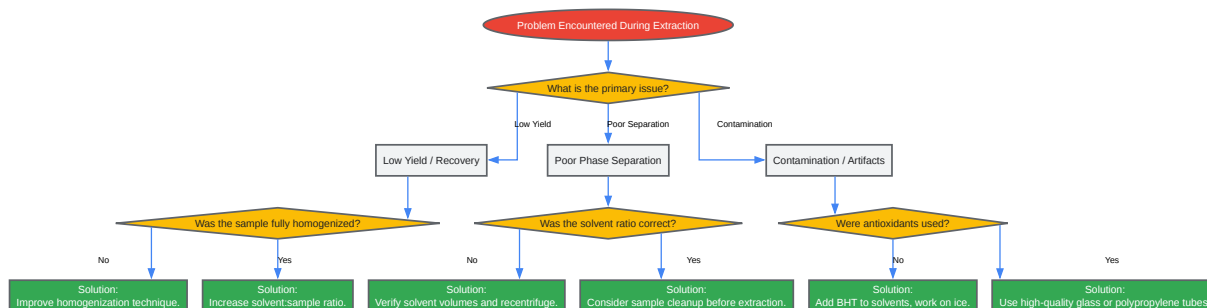 Problem Encountered During Extraction
What is the primary issue?
Low Yield
Poor Separation
Contamination
Low Yield / Recovery
Poor Phase Separation
Contamination / Artifacts
Was the sample fully homogenized?
Was the solvent ratio correct?
Were antioxidants used?
No
Yes
No
Yes
No
Yes
Solution:
Improve homogenization technique.
Solution:
Increase solvent:sample ratio.
Solution:
Verify solvent volumes and recentrifuge.
Solution:
Consider sample cleanup before extraction.
Solution:
Add BHT to solvents, work on ice.
Solution:
Use high-quality glass or polypropylene tubes